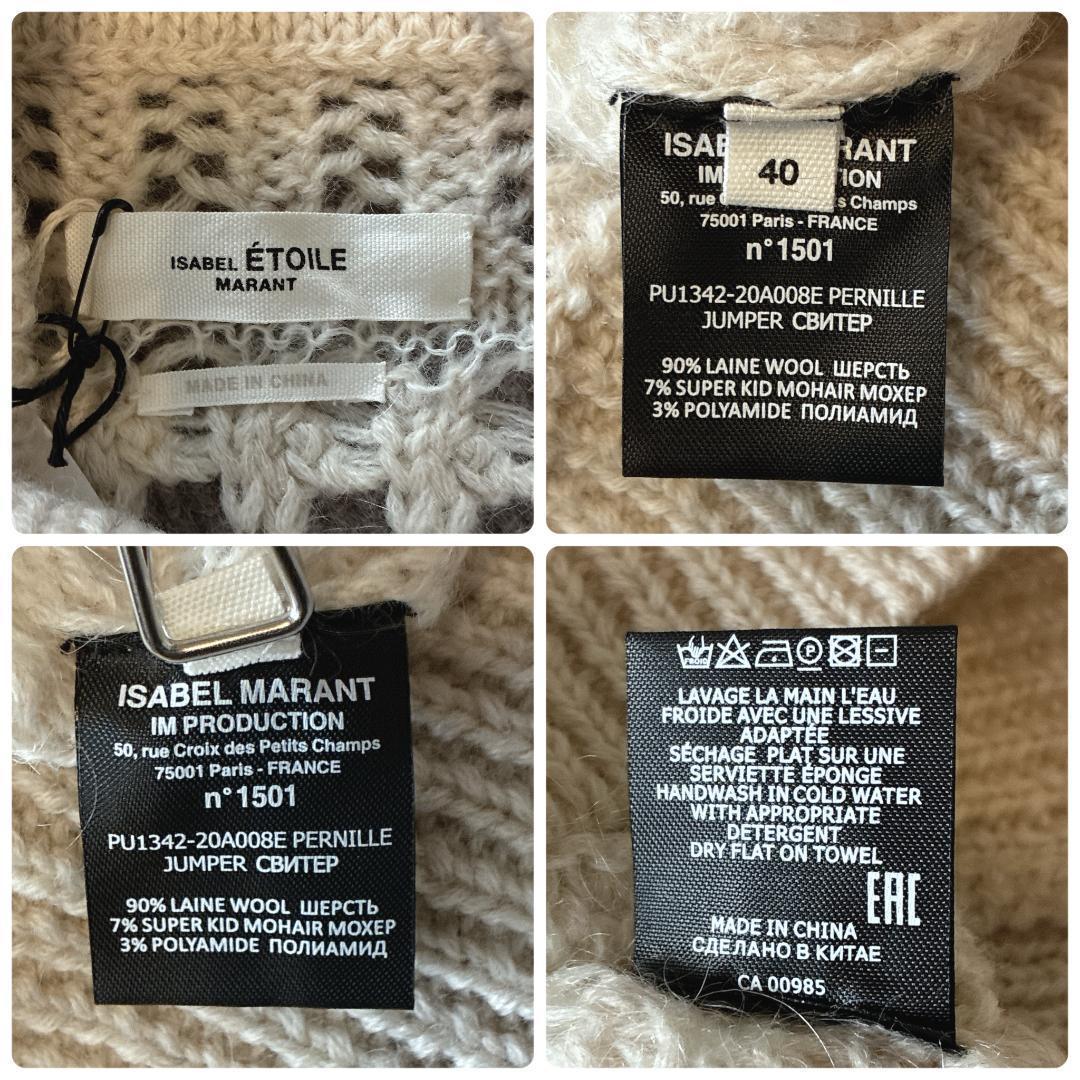 ISABEL ÉTOILE
MARANT
MADE IN CHINA
40
ISA RANT
IM TION
50, rue s Champs
75001 Paris - FRANCE
n°1501
PU1342-20A008E PERNILLE
JUMPER СВИТЕР
90% LAINE WOOL ШЕРСТЬ
7% SUPER KID MOHAIR МОХЕР
3% POLYAMIDE ПОЛИАМИД
ISABEL MARANT
IM PRODUCTION
50, rue Croix des Petits Champs
75001 Paris - FRANCE
n°1501
PU1342-20A008E PERNILLE
JUMPER СВИТЕР
90% LAINE WOOL ШЕРСТЬ
7% SUPER KID MOHAIR МОХЕР
3% POLYAMIDE ПОЛИАМИД
FROID P
LAVAGE LA MAIN L'EAU
FROIDE AVEC UNE LESSIVE
ADAPTÉE
SÉCHAGE PLAT SUR UNE
SERVIETTE ÉPONGE
HANDWASH IN COLD WATER
WITH APPROPRIATE
DETERGENT
DRY FLAT ON TOWEL
EAC
MADE IN CHINA
СДЕЛАНО В КИТАЕ
CA 00985